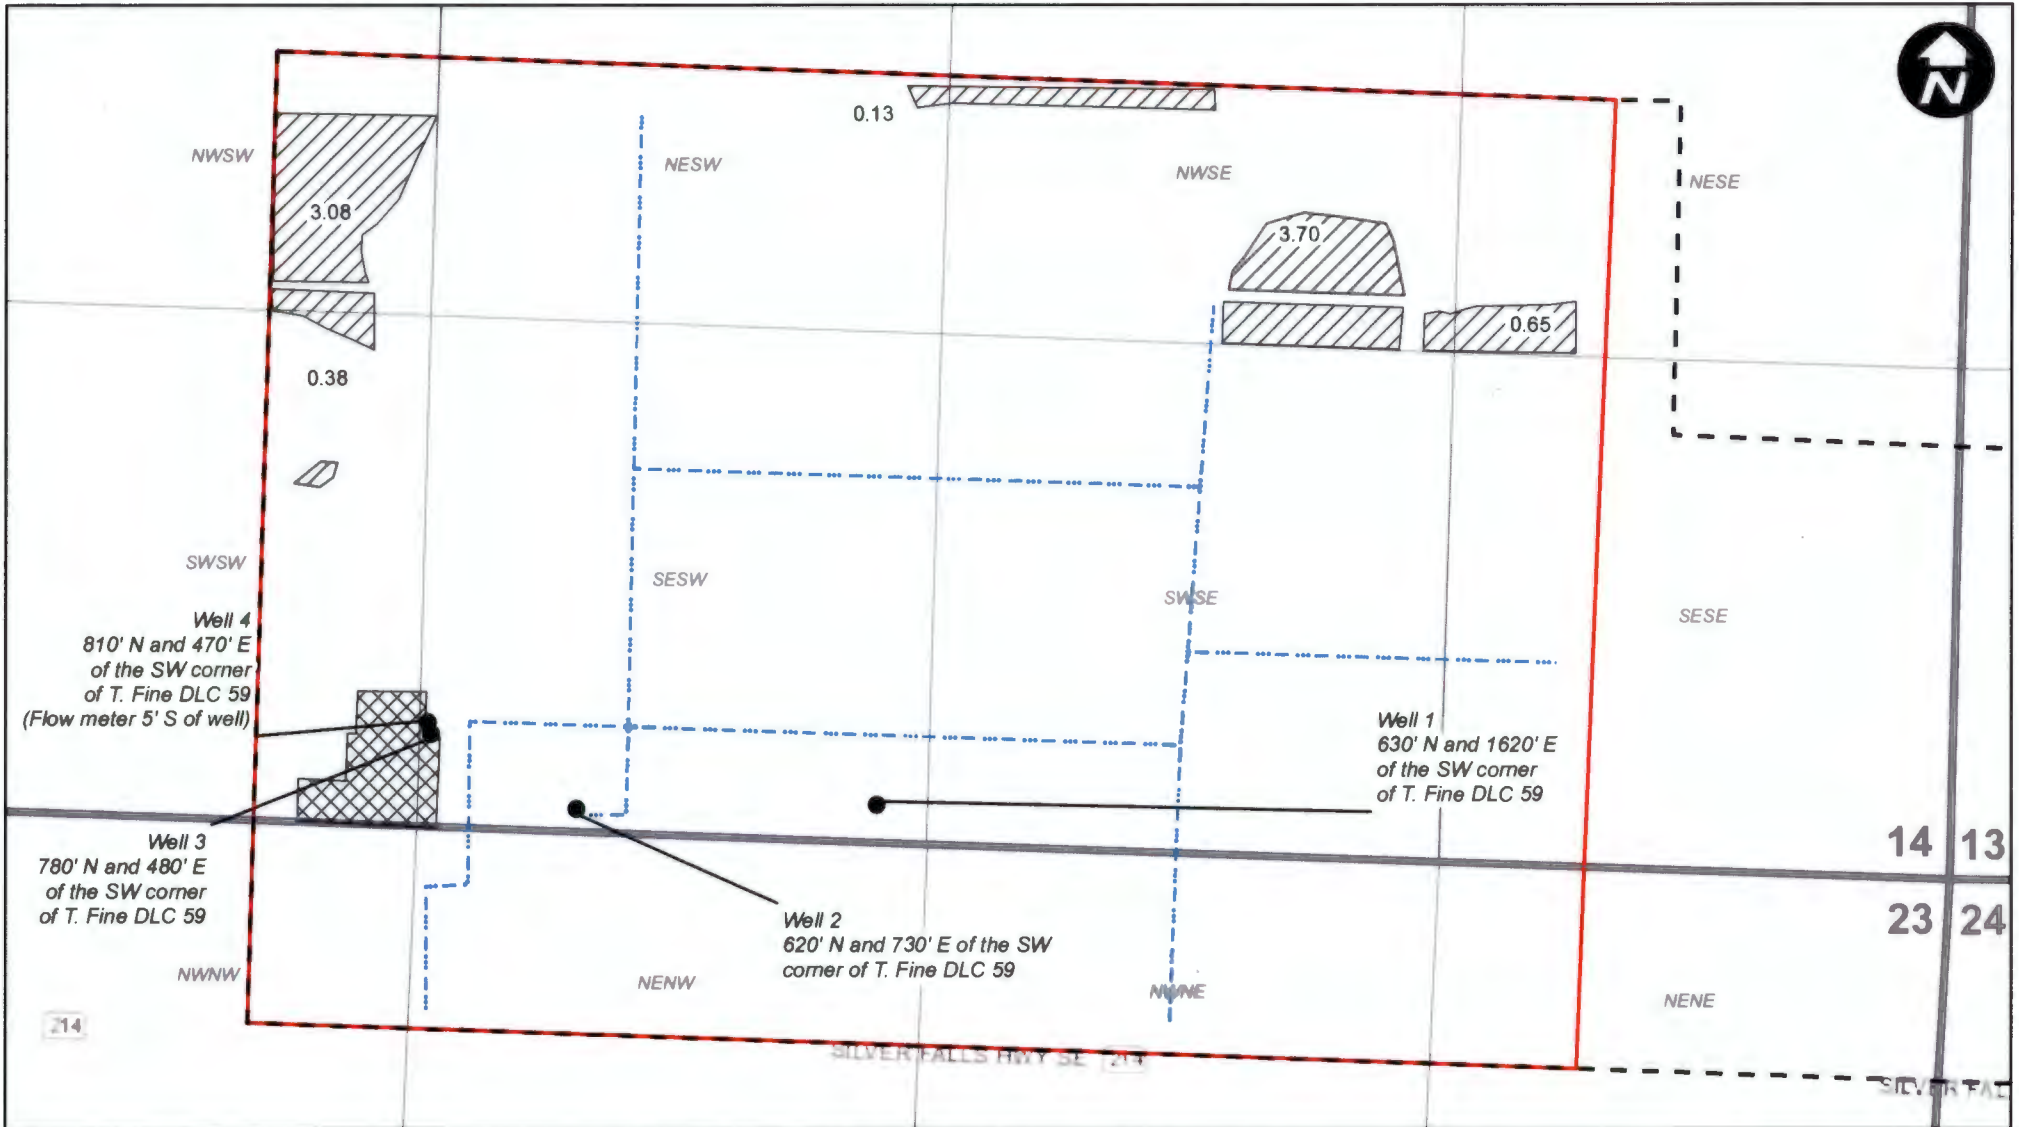 N
0.13
NWSW
NESW
NWSE
NESE
3.08
3.70
0.65
0.38
SWSW
SESW
SWSE
SESE
Well 4
810' N and 470' E
of the SW corner
of T. Fine DLC 59
(Flow meter 5' S of well)
Well 1
630' N and 1620' E
of the SW corner
of T. Fine DLC 59
Well 3
780' N and 480' E
of the SW corner
of T. Fine DLC 59
14 13
23 24
Well 2
620' N and 730' E of the SW
corner of T. Fine DLC 59
NWNW
NENW
NWNE
NENE
214
SILVER FALLS HWY SE 214
SILVER FAL